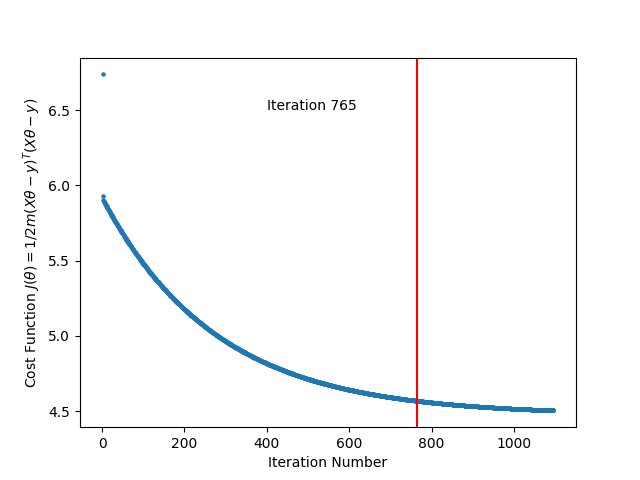 Iteration 765
6.5
6.0
5.5
5.0
4.5
Cost Function J(θ) = 1/2m(Xθ − y)ᵀ(Xθ − y)
0 200 400 600 800 1000
Iteration Number